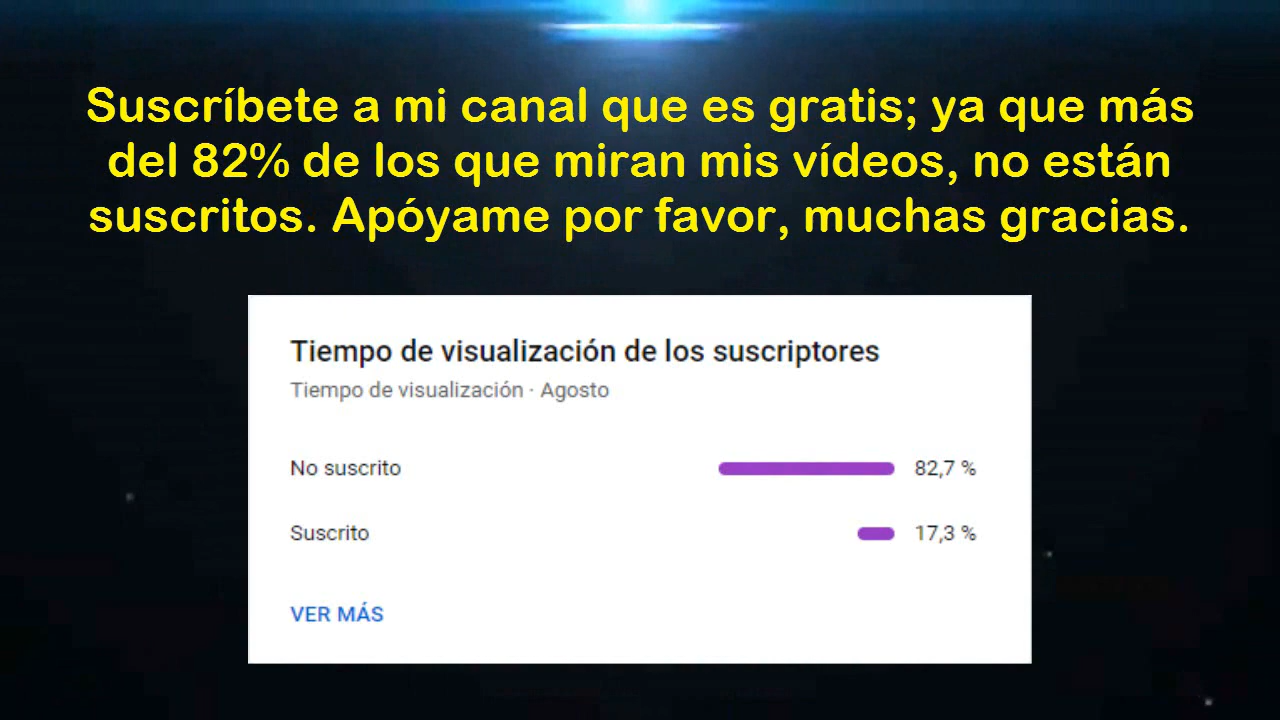 Suscríbete a mi canal que es gratis; ya que más
del 82% de los que miran mis vídeos, no están
suscritos. Apóyame por favor, muchas gracias.
Tiempo de visualización de los suscriptores
Tiempo de visualización · Agosto
No suscrito 82,7 %
Suscrito 17,3 %
VER MÁS